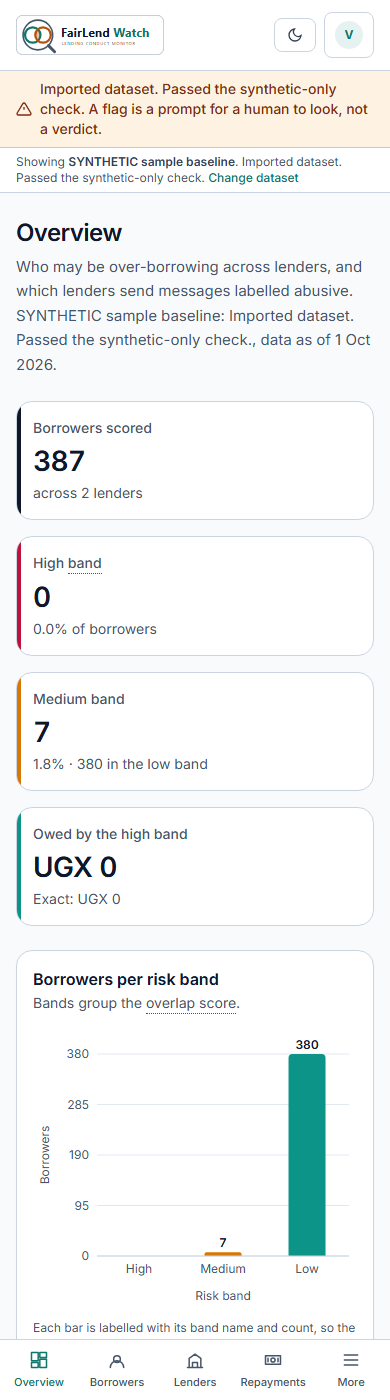 FairLend Watch
LENDING CONDUCT MONITOR
V
Imported dataset. Passed the synthetic-only
check. A flag is a prompt for a human to look, not
a verdict.
Showing SYNTHETIC sample baseline. Imported dataset.
Passed the synthetic-only check. Change dataset
Overview
Who may be over-borrowing across lenders, and
which lenders send messages labelled abusive.
SYNTHETIC sample baseline: Imported dataset.
Passed the synthetic-only check., data as of 1 Oct
2026.
Borrowers scored
387
across 2 lenders
High band
0
0.0% of borrowers
Medium band
7
1.8% · 380 in the low band
Owed by the high band
UGX 0
Exact: UGX 0
Borrowers per risk band
Bands group the overlap score.
380
380
285
190
95
0
7
Borrowers
High
Medium
Low
Risk band
Each bar is labelled with its band name and count, so the
Overview
Borrowers
Lenders
Repayments
More